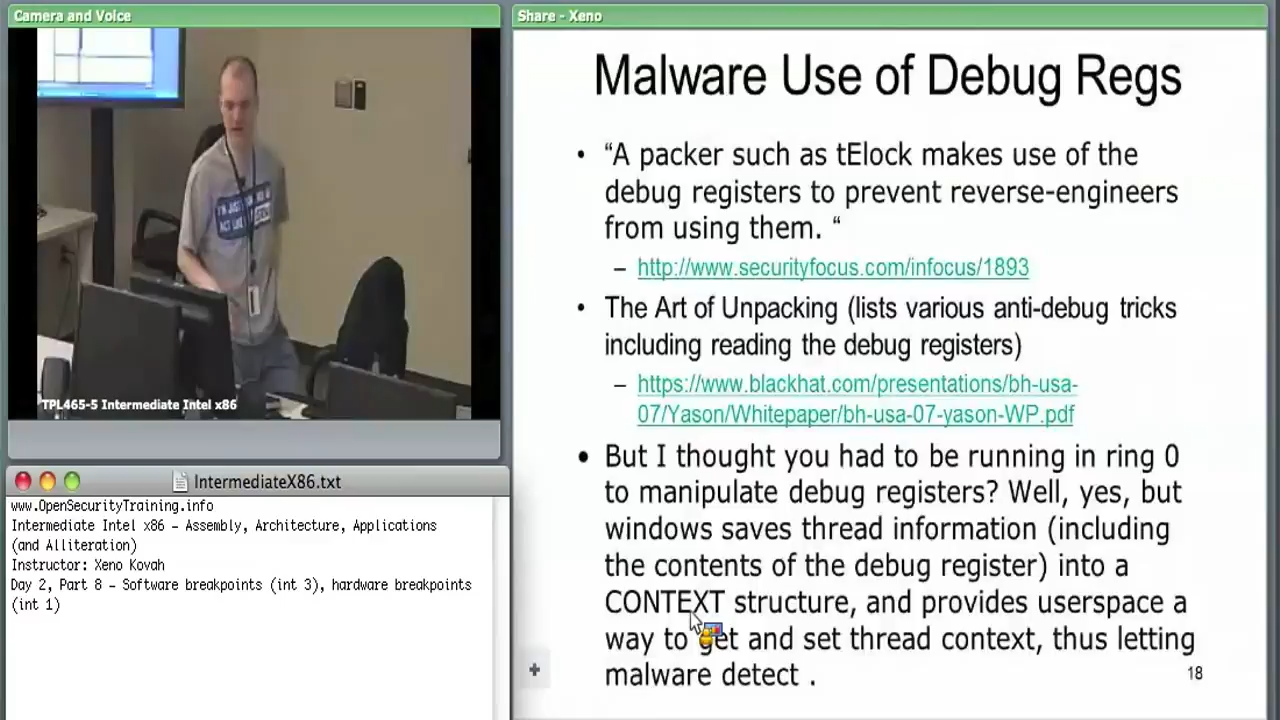 Camera and Voice
Share - Xeno
TPL465-5 Intermediate Intel x86
IntermediateX86.txt
www.OpenSecurityTraining.info
Intermediate Intel x86 – Assembly, Architecture, Applications
(and Alliteration)
Instructor: Xeno Kovah
Day 2, Part 8 – Software breakpoints (int 3), hardware breakpoints
(int 1)
Malware Use of Debug Regs
• “A packer such as tElock makes use of the
debug registers to prevent reverse-engineers
from using them. “
– http://www.securityfocus.com/infocus/1893
• The Art of Unpacking (lists various anti-debug tricks
including reading the debug registers)
– https://www.blackhat.com/presentations/bh-usa-
07/Yason/Whitepaper/bh-usa-07-yason-WP.pdf
• But I thought you had to be running in ring 0
to manipulate debug registers? Well, yes, but
windows saves thread information (including
the contents of the debug register) into a
CONTEXT structure, and provides userspace a
way to get and set thread context, thus letting
malware detect .
18